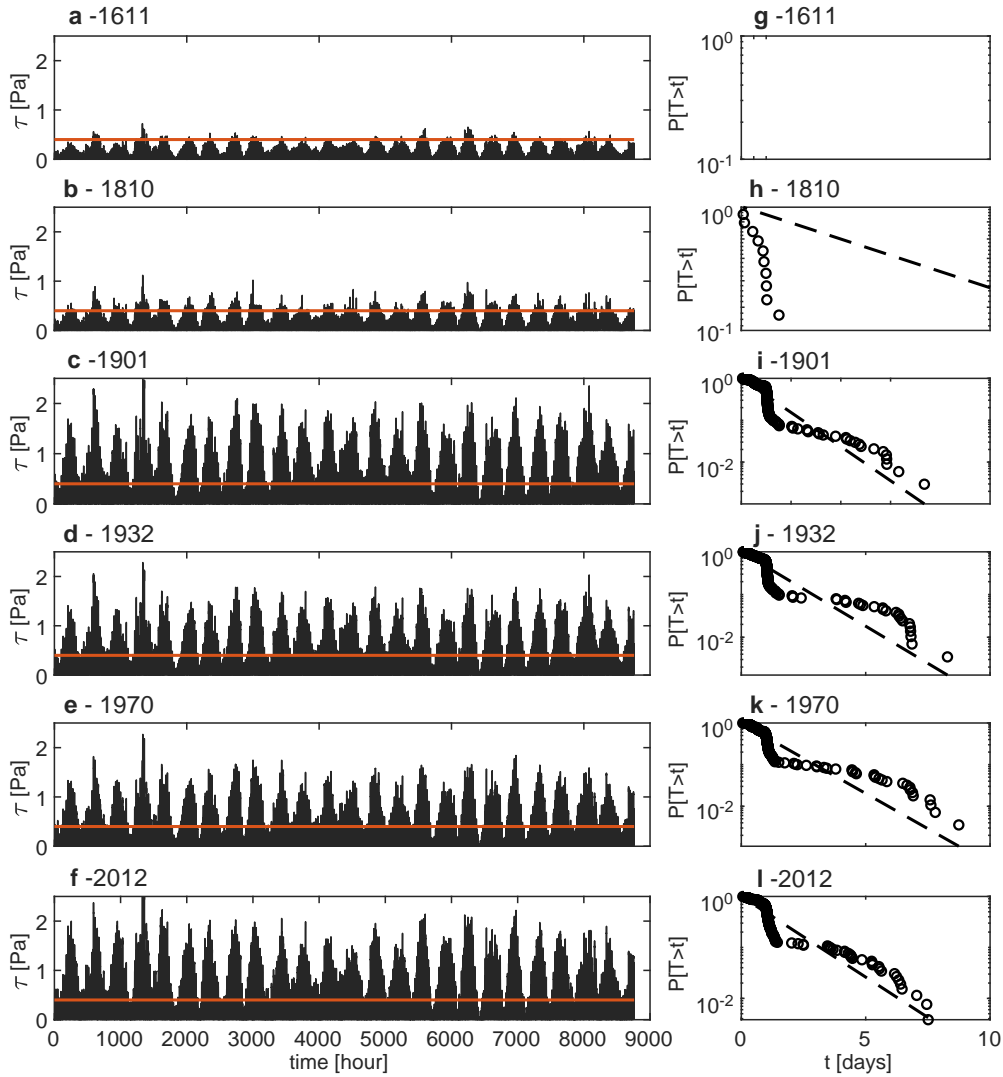 a -1611
τ [Pa]
2
1
0
b - 1810
τ [Pa]
2
1
0
c -1901
τ [Pa]
2
1
0
d - 1932
τ [Pa]
2
1
0
e - 1970
τ [Pa]
2
1
0
f -2012
τ [Pa]
2
1
0
0 1000 2000 3000 4000 5000 6000 7000 8000 9000
time [hour]
g -1611
P[T>t]
10^0
10^-1
h - 1810
P[T>t]
10^0
10^-1
i -1901
P[T>t]
10^0
10^-2
j - 1932
P[T>t]
10^0
10^-2
k - 1970
P[T>t]
10^0
10^-2
l -2012
P[T>t]
10^0
10^-2
0 5 10
t [days]